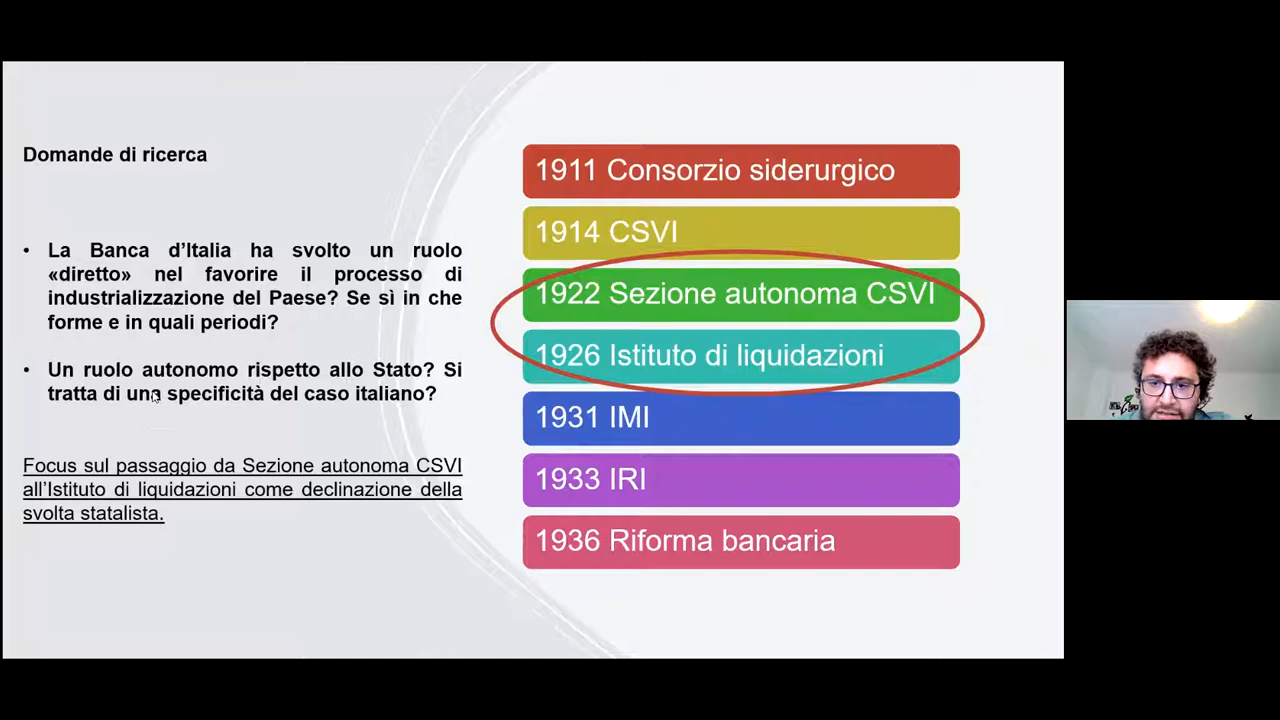 Domande di ricerca
• La Banca d’Italia ha svolto un ruolo
«diretto» nel favorire il processo di
industrializzazione del Paese? Se sì in che
forme e in quali periodi?
• Un ruolo autonomo rispetto allo Stato? Si
tratta di una specificità del caso italiano?
Focus sul passaggio da Sezione autonoma CSVI
all’Istituto di liquidazioni come declinazione della
svolta statalista.
1911 Consorzio siderurgico
1914 CSVI
1922 Sezione autonoma CSVI
1926 Istituto di liquidazioni
1931 IMI
1933 IRI
1936 Riforma bancaria